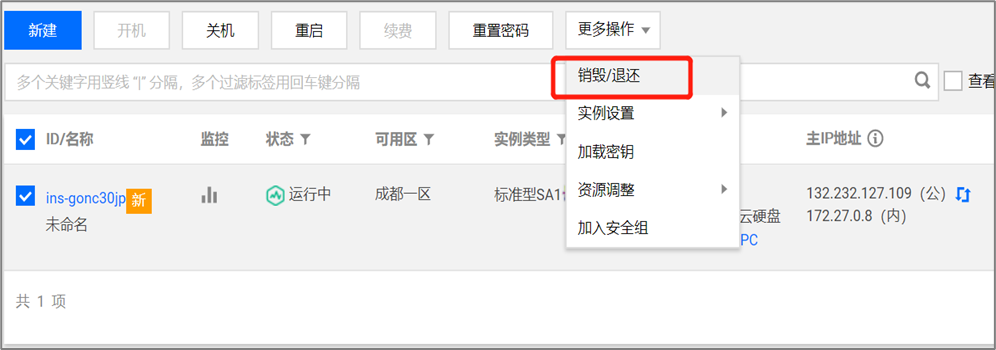 新建 开机 关机 重启 续费 重置密码 更多操作
多个关键字用竖线 "|" 分隔，多个过滤标签用回车键分隔
查看
销毁/退还
实例设置
加载密钥
资源调整
加入安全组
ID/名称 监控 状态 可用区 实例类型 主IP地址
ins-gonc30jp 新 运行中 成都一区 标准型SA1 132.232.127.109（公）
未命名 云硬盘 172.27.0.8（内）
PC
共 1 项